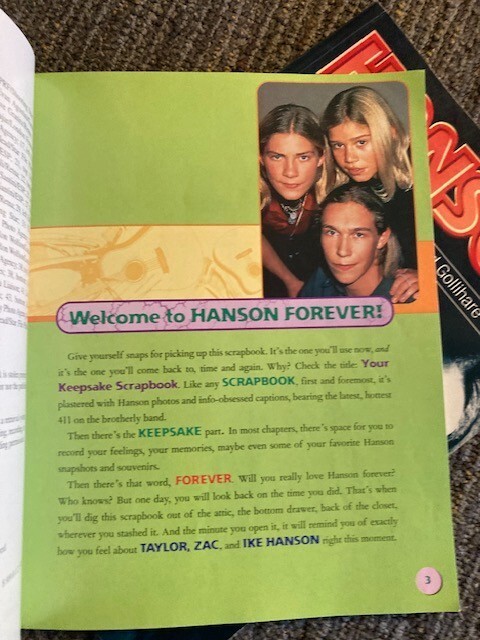 Welcome to HANSON FOREVER!
Give yourself snaps for picking up this scrapbook. It's the one you'll use now, and
it's the one you'll come back to, time and again. Why? Check the title: Your
Keepsake Scrapbook. Like any SCRAPBOOK, first and foremost, it's
plastered with Hanson photos and info-obsessed captions, bearing the latest, honest
411 on the brotherly band.
Then there's the KEEPSAKE part. In most chapters, there's space for you to
record your feelings, your memories, maybe even some of your favorite Hanson
snapshots and souvenirs.
Then there's that word, FOREVER. Will you really love Hanson forever?
Who knows? But one day, you will look back on the time you did. That's when
you'll dig this scrapbook out of the attic, the bottom drawer, back of the closet,
wherever you stashed it. And the minute you open it, it will remind you of exactly
how you feel about TAYLOR, ZAC, and IKE HANSON right this moment.
3
Gollihare